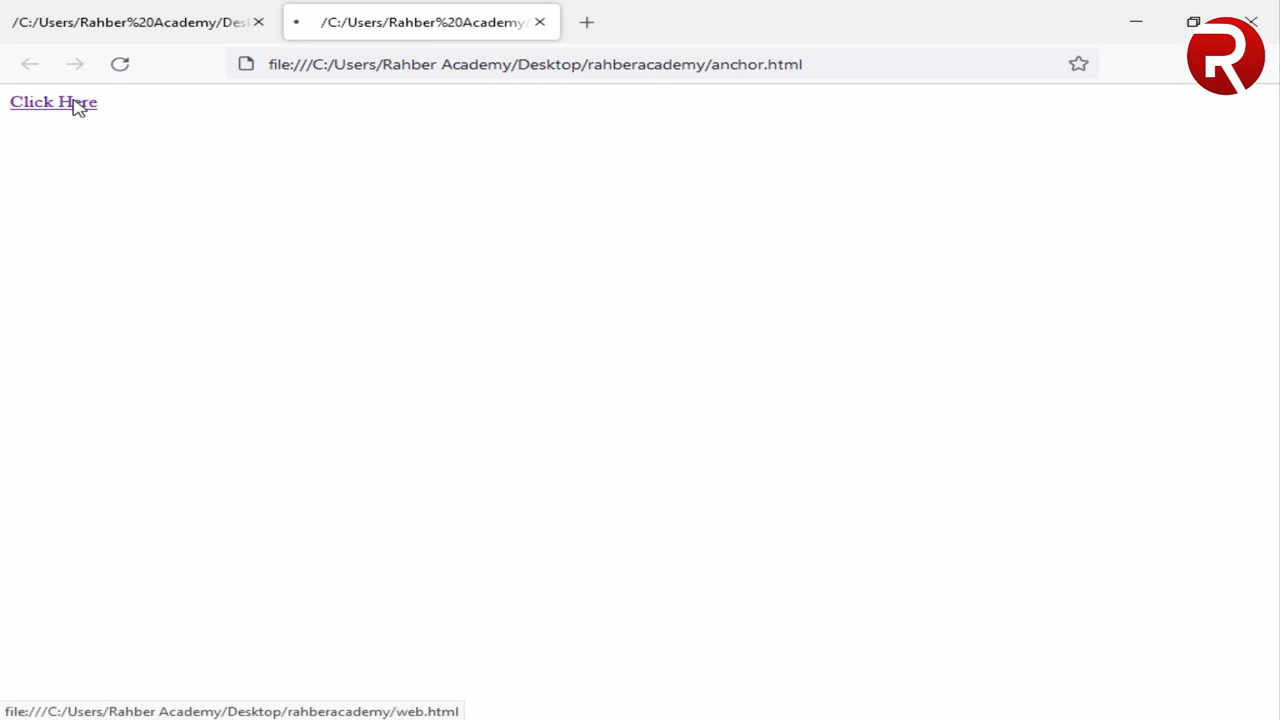 /C:/Users/Rahber%20Academy/Des
/C:/Users/Rahber%20Academy/
file:///C:/Users/Rahber Academy/Desktop/rahberacademy/anchor.html
R
Click Here
file:///C:/Users/Rahber Academy/Desktop/rahberacademy/web.html